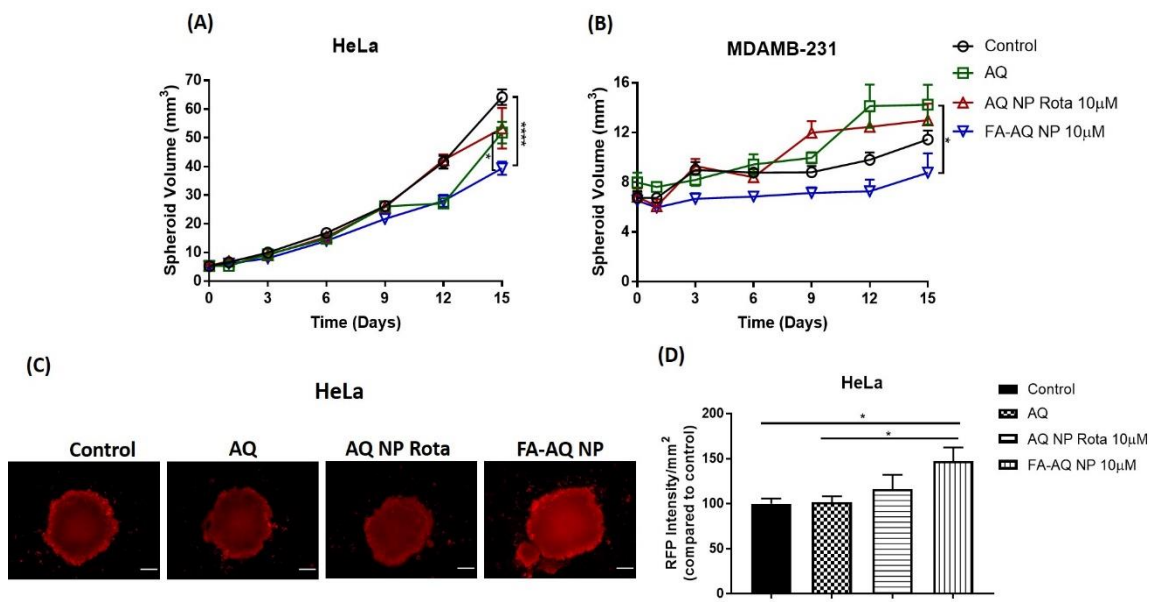 (A)
HeLa
Spheroid Volume (mm³)
70
60
50
40
30
20
10
0
0 3 6 9 12 15
Time (Days)
*
****
(B)
MDAMB-231
Spheroid Volume (mm³)
16
12
8
4
0
0 3 6 9 12 15
Time (Days)
*
Control
AQ
AQ NP Rota 10μM
FA-AQ NP 10μM
(C)
HeLa
Control AQ AQ NP Rota FA-AQ NP
(D)
HeLa
RFP Intensity/mm²
(compared to control)
200
150
100
50
0
*
*
Control
AQ
AQ NP Rota 10μM
FA-AQ NP 10μM